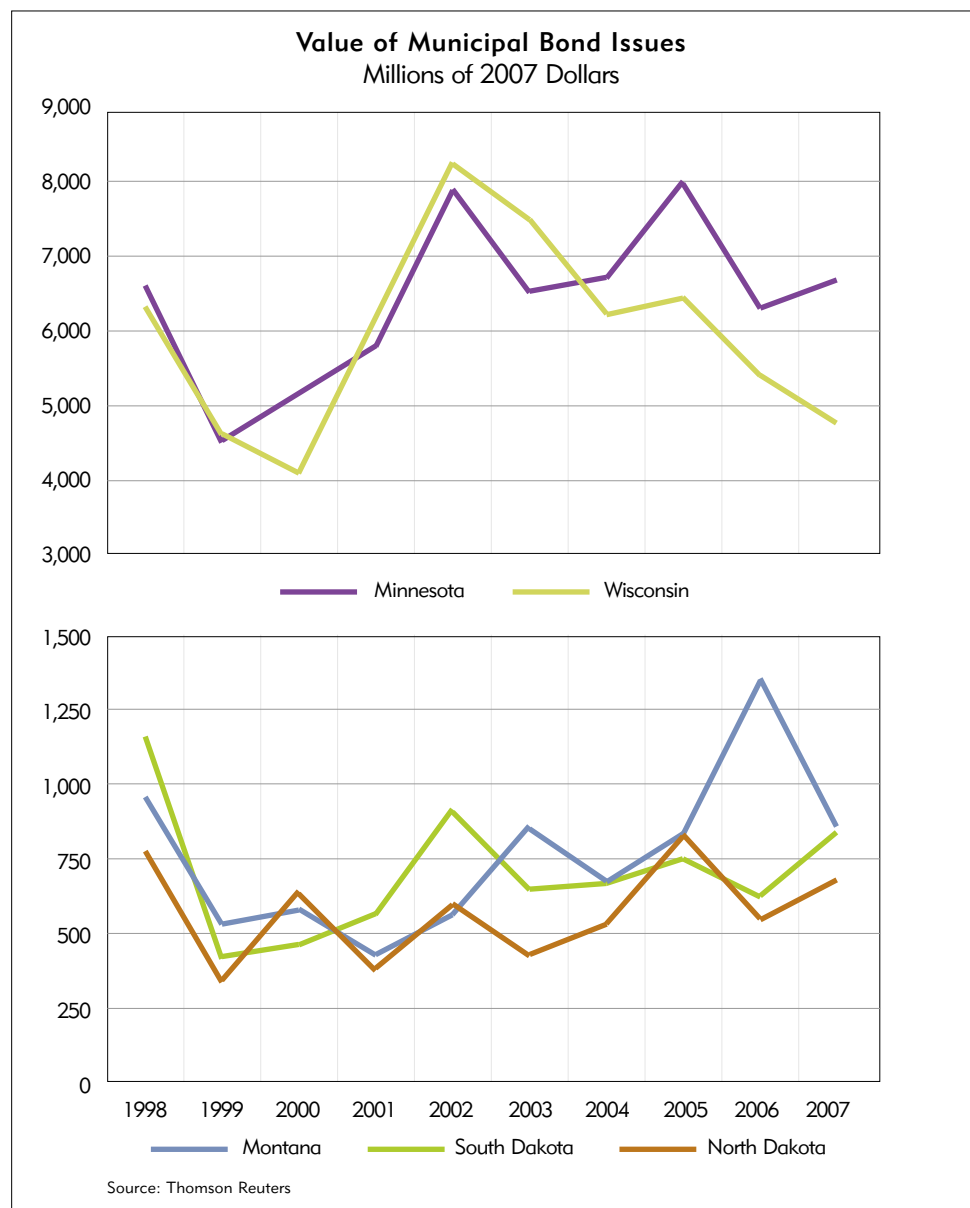 Value of Municipal Bond Issues
Millions of 2007 Dollars
9,000
8,000
7,000
6,000
5,000
4,000
3,000
Minnesota Wisconsin
1,500
1,250
1,000
750
500
250
0
1998 1999 2000 2001 2002 2003 2004 2005 2006 2007
Montana South Dakota North Dakota
Source: Thomson Reuters